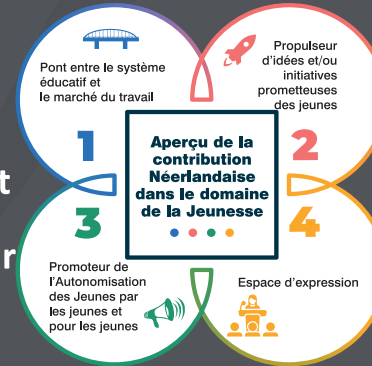 Pont entre le système
éducatif et
le marché du travail
1
Propulseur
d'idées et/ou
initiatives
prometteuses
des jeunes
2
Aperçu de la
contribution
Néerlandaise
dans le domaine
de la Jeunesse
t
r
3
Promoteur de
l'Autonomisation
des Jeunes par
les jeunes et
pour les jeunes
4
Espace d'expression